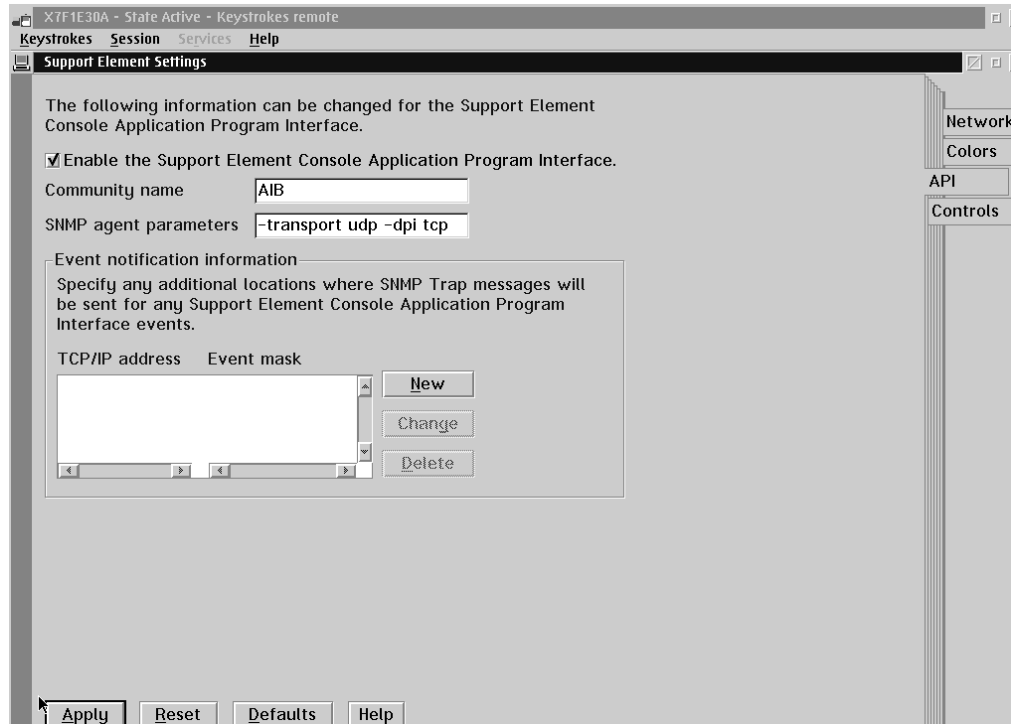 X7F1E30A - State Active - Keystrokes remote
Keystrokes Session Services Help
Support Element Settings
The following information can be changed for the Support Element
Console Application Program Interface.
Enable the Support Element Console Application Program Interface.
Community name AIB
SNMP agent parameters -transport udp -dpi tcp
Event notification information
Specify any additional locations where SNMP Trap messages will
be sent for any Support Element Console Application Program
Interface events.
TCP/IP address Event mask
New
Change
Delete
Network
Colors
API
Controls
Apply Reset Defaults Help